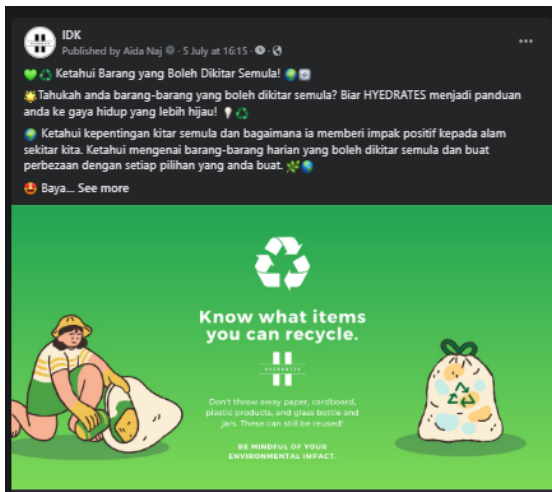 IDK
Published by Aida Naj · 5 July at 16:15 ·
💚♻️ Ketahui Barang yang Boleh Dikitar Semula! 🌍
🌟Tahukah anda barang-barang yang boleh dikitar semula? Biar HYEDRATES menjadi panduan
anda ke gaya hidup yang lebih hijau! 💡♻️
🌍 Ketahui kepentingan kitar semula dan bagaimana ia memberi impak positif kepada alam
sekitar kita. Ketahui mengenai barang-barang harian yang boleh dikitar semula dan buat
perbezaan dengan setiap pilihan yang anda buat. 🌿🌎
🤩 Baya... See more
Know what items
you can recycle.
HYEDRATES
Don't throw away paper, cardboard,
plastic products, and glass bottle and
jars. These can still be reused!
BE MINDFUL OF YOUR
ENVIRONMENTAL IMPACT.